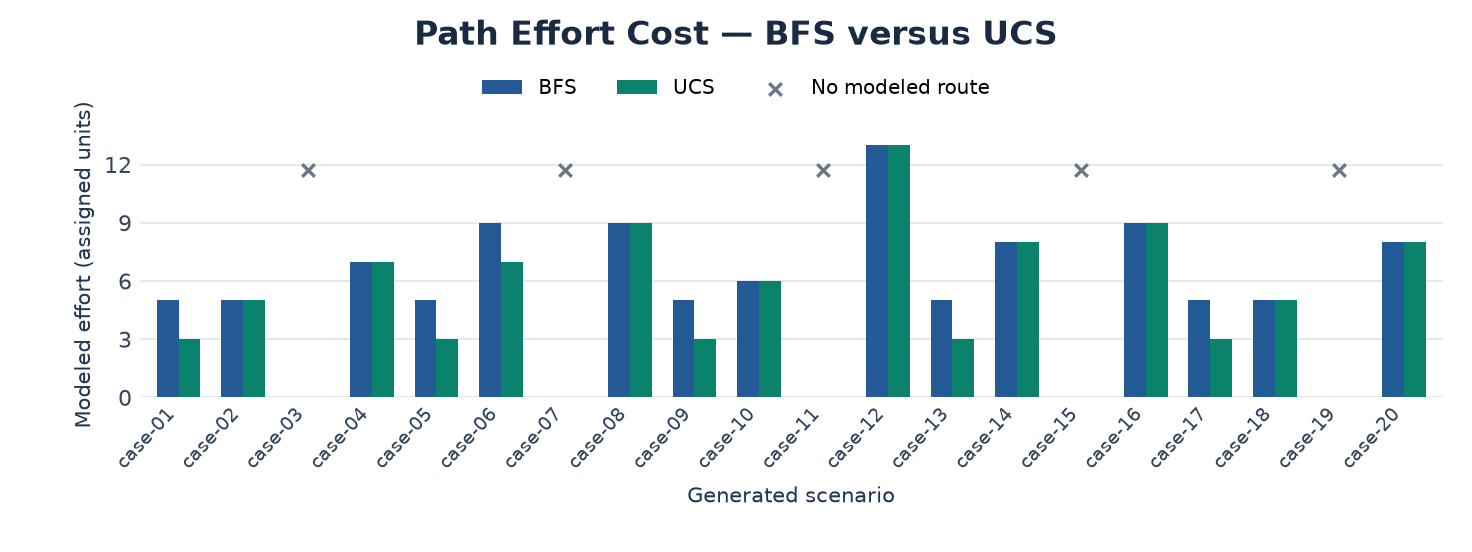 Path Effort Cost — BFS versus UCS
BFS
UCS
No modeled route
Modeled effort (assigned units)
12
9
6
3
0
case-01
case-02
case-03
case-04
case-05
case-06
case-07
case-08
case-09
case-10
case-11
case-12
case-13
case-14
case-15
case-16
case-17
case-18
case-19
case-20
Generated scenario